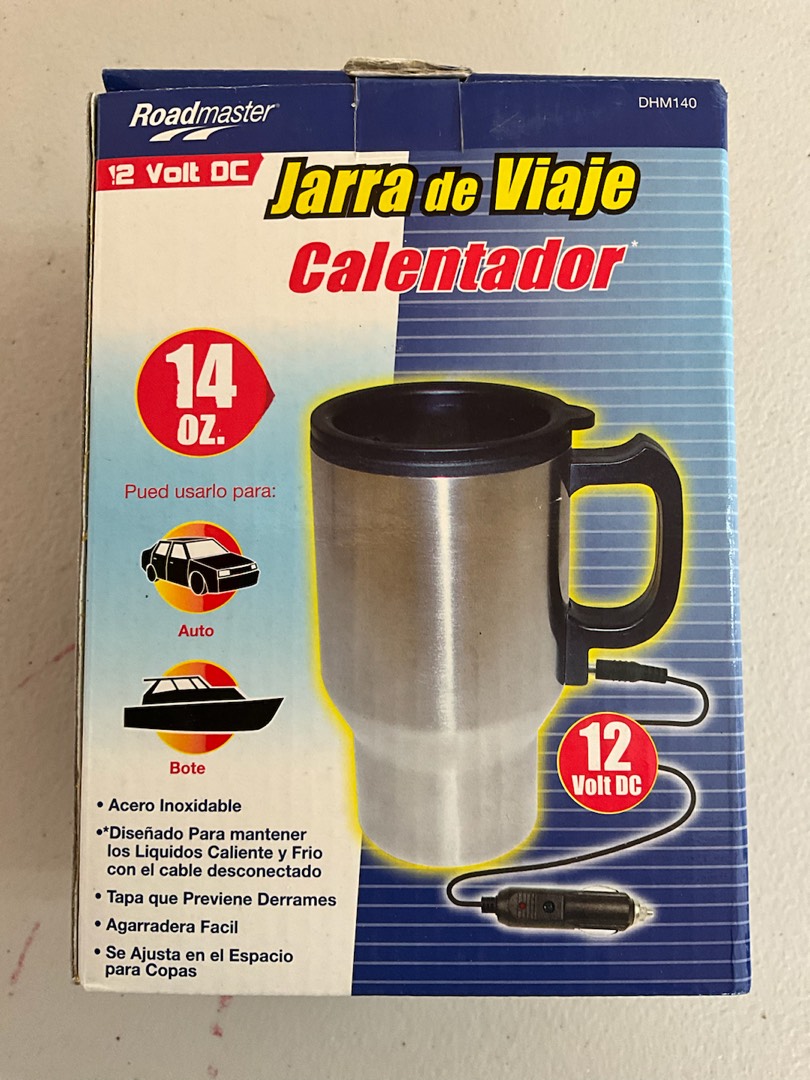 Roadmaster®
DHM140
12 Volt DC
Jarra de Viaje
Calentador*
14
OZ.
Pued usarlo para:
Auto
Bote
12
Volt DC
• Acero Inoxidable
•*Diseñado Para mantener
los Liquidos Caliente y Frio
con el cable desconectado
• Tapa que Previene Derrames
• Agarradera Facil
• Se Ajusta en el Espacio
para Copas